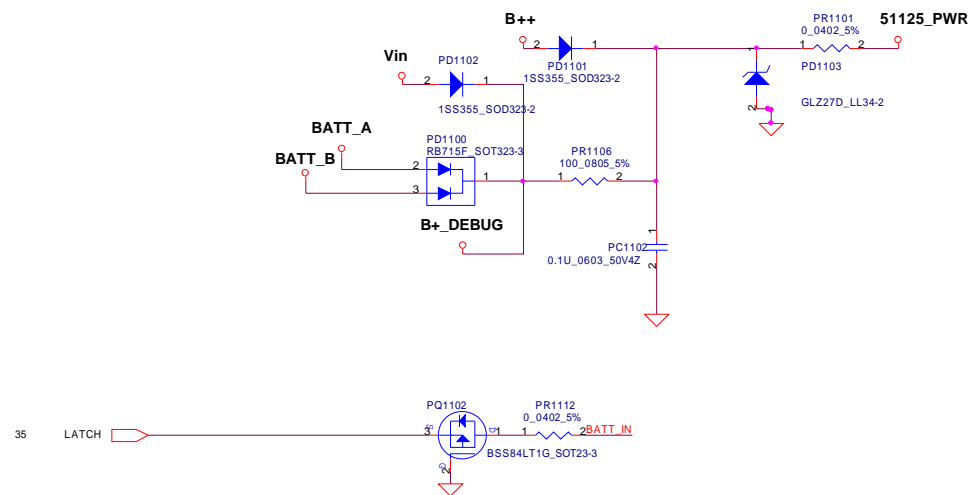 B++
PR1101
0_0402_5%
51125_PWR
2
1
1
2
Vin
PD1102
PD1101
1SS355_SOD323-2
1
PD1103
2
1
1SS355_SOD323-2
GLZ27D_LL34-2
2
BATT_A
PD1100
RB715F_SOT323-3
BATT_B
2
1
3
PR1106
100_0805_5%
1
2
B+_DEBUG
1
PC1102
0.1U_0603_50V4Z
2
PQ1102
PR1112
0_0402_5%
35
LATCH
S
3
D
1
1
2
BATT_IN
G
2
BSS84LT1G_SOT23-3